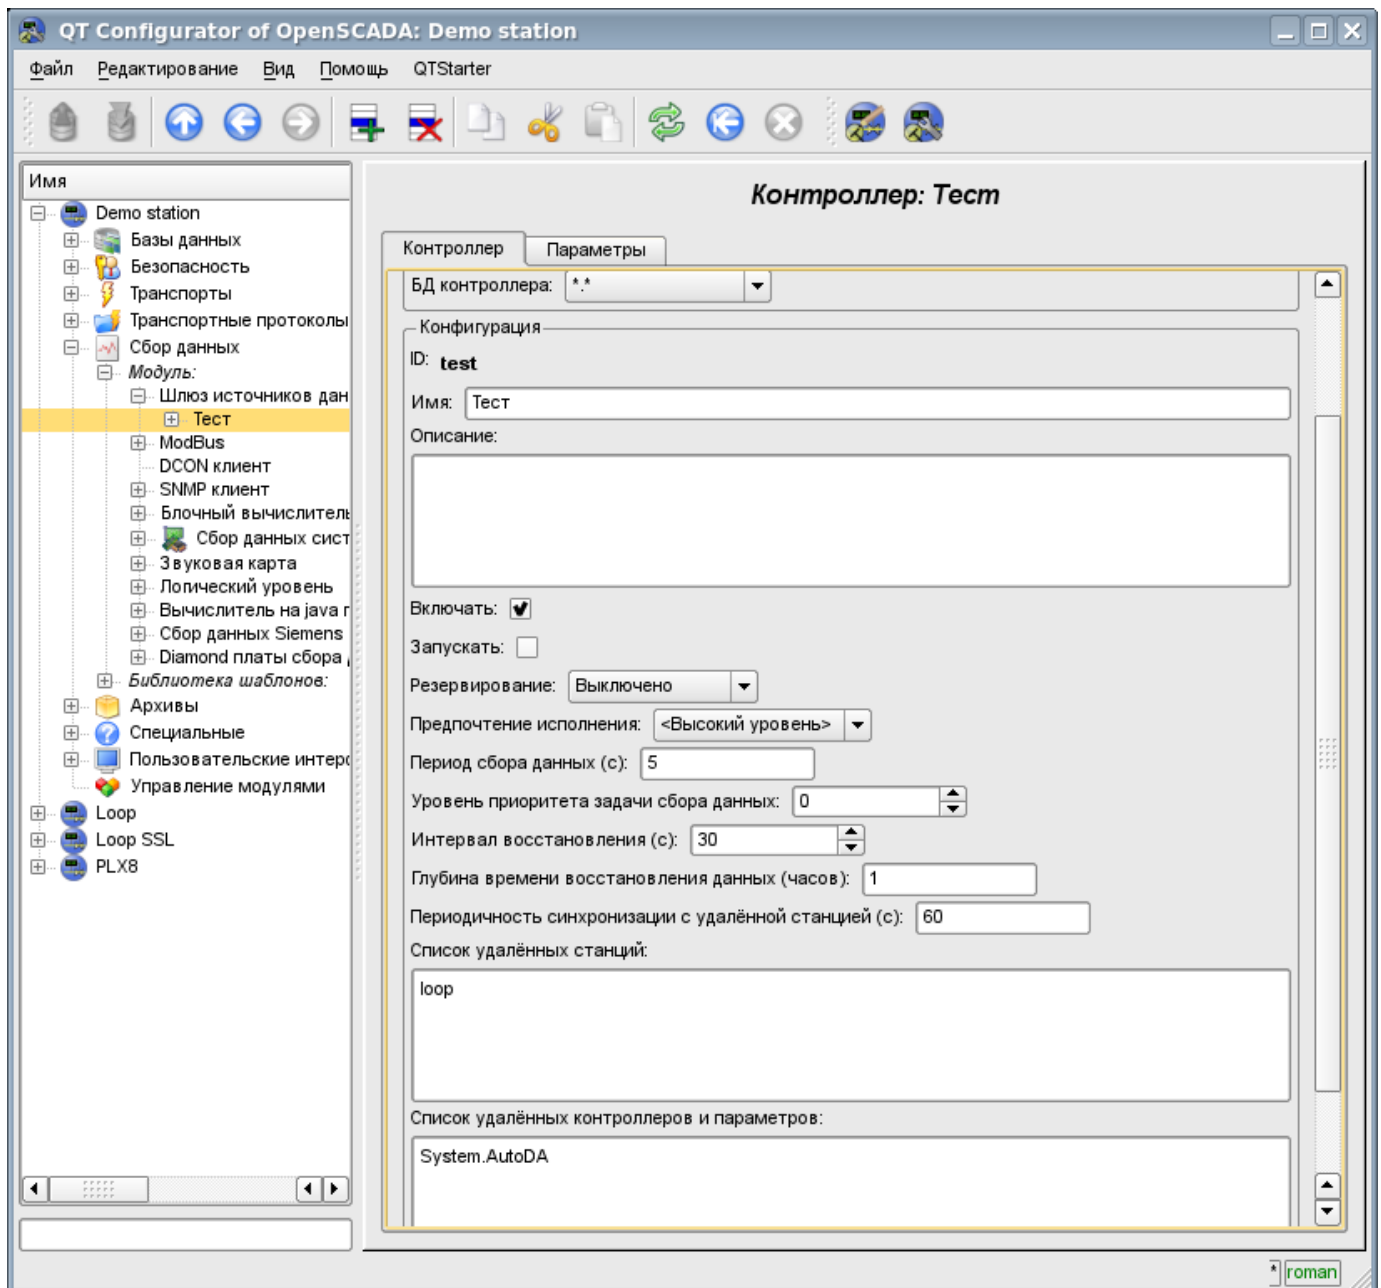 QT Configurator of OpenSCADA: Demo station
Файл Редактирование Вид Помощь QTStarter
Имя
Demo station
Базы данных
Безопасность
Транспорты
Транспортные протоколы
Сбор данных
Модуль:
Шлюз источников дан
Тест
ModBus
DCON клиент
SNMP клиент
Блочный вычислитель
Сбор данных сист
Звуковая карта
Логический уровень
Вычислитель на java п
Сбор данных Siemens
Diamond платы сбора
Библиотека шаблонов:
Архивы
Специальные
Пользовательские интер
Управление модулями
Loop
Loop SSL
PLX8
Контроллер: Тест
Контроллер Параметры
БД контроллера: *.*
Конфигурация
ID: test
Имя: Тест
Описание:
Включать:
Запускать:
Резервирование: Выключено
Предпочтение исполнения: <Высокий уровень>
Период сбора данных (с): 5
Уровень приоритета задачи сбора данных: 0
Интервал восстановления (с): 30
Глубина времени восстановления данных (часов): 1
Периодичность синхронизации с удалённой станцией (с): 60
Список удалённых станций:
loop
Список удалённых контроллеров и параметров:
System.AutoDA
* roman